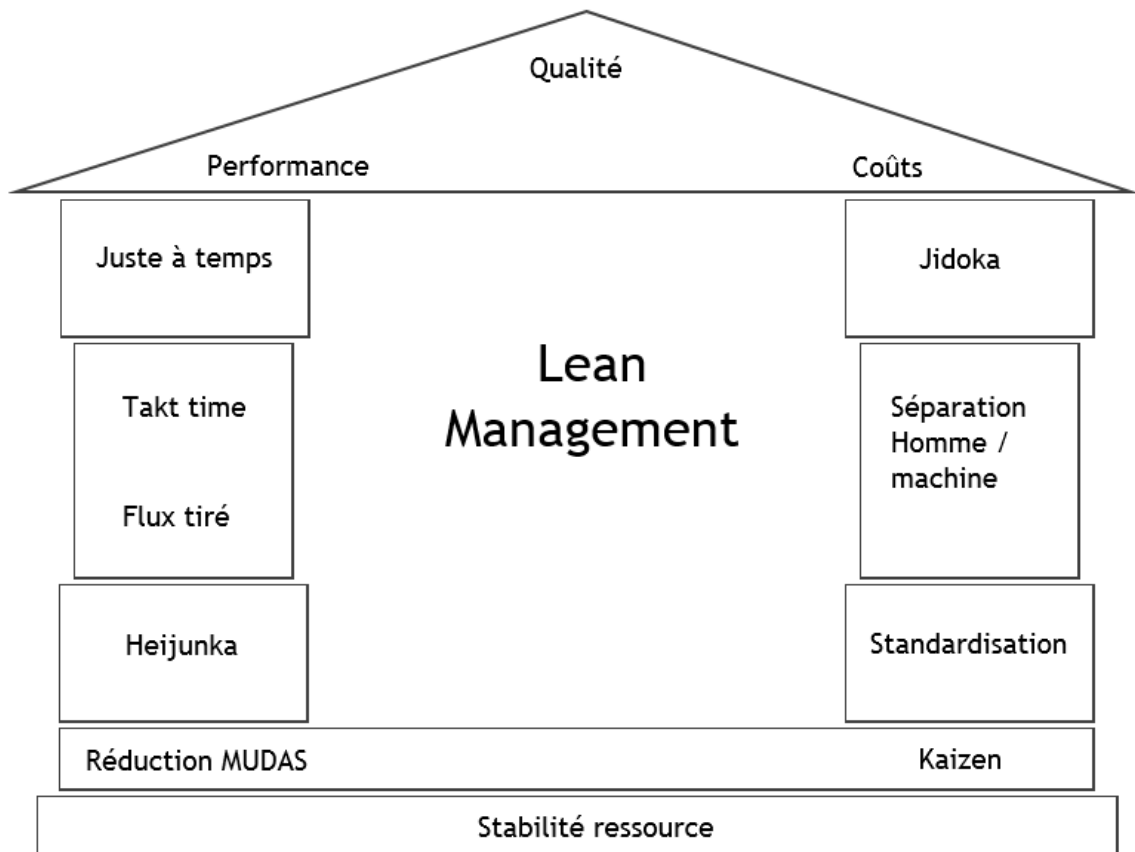 Qualité
Performance
Coûts
Juste à temps
Jidoka
Lean
Management
Takt time
Flux tiré
Séparation
Homme /
machine
Heijunka
Standardisation
Réduction MUDAS
Kaizen
Stabilité ressource